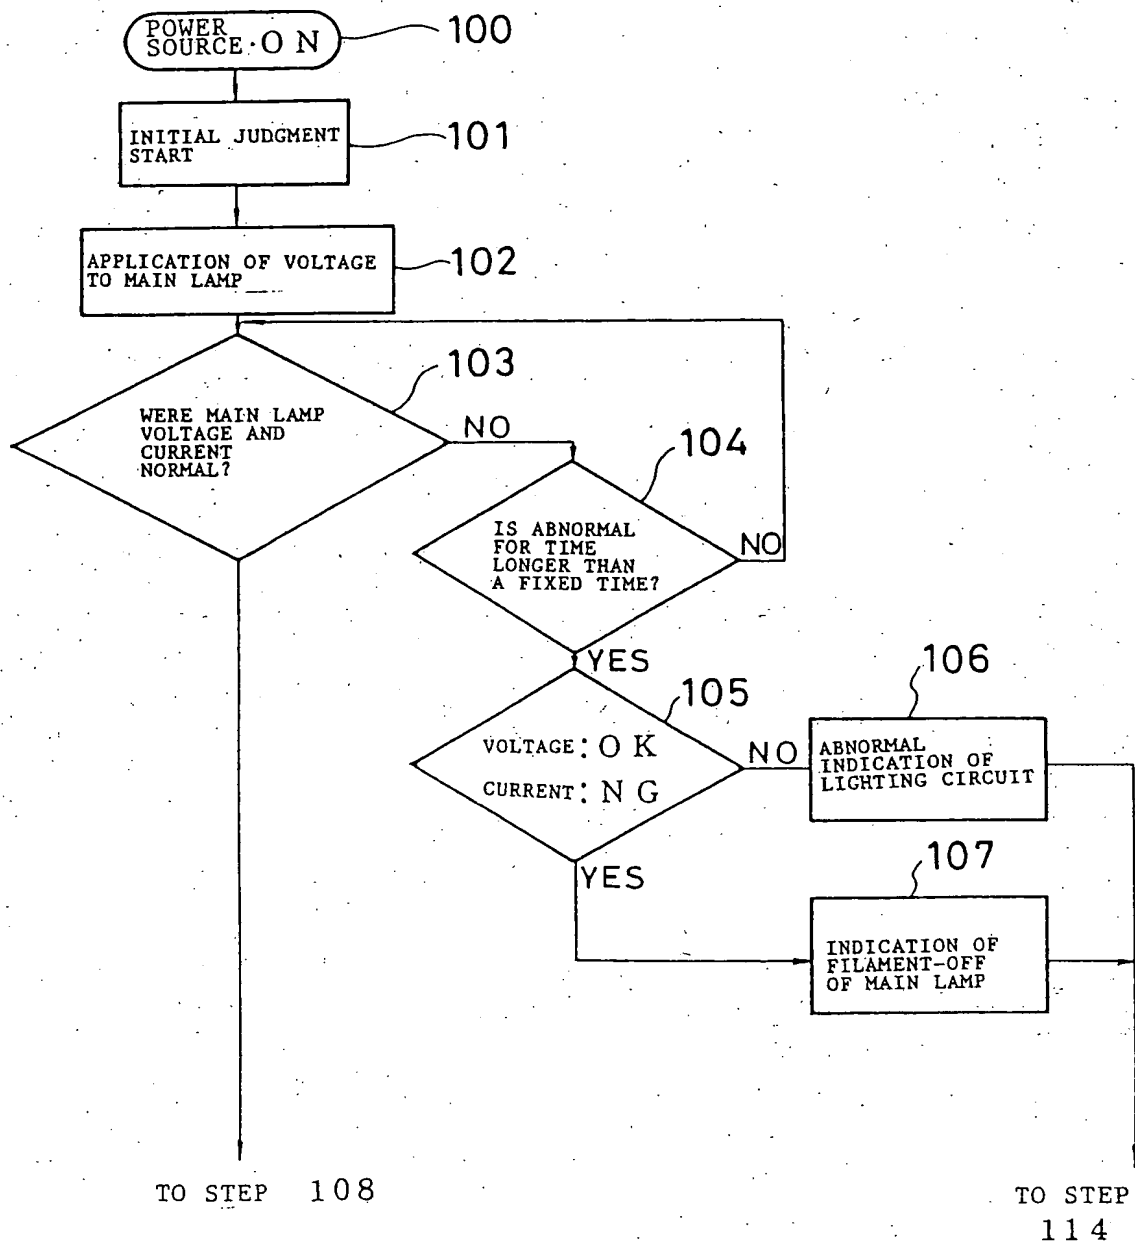 POWER
SOURCE·ON
100
INITIAL JUDGMENT
START
101
APPLICATION OF VOLTAGE
TO MAIN LAMP
102
103
WERE MAIN LAMP
VOLTAGE AND
CURRENT
NORMAL?
NO
104
IS ABNORMAL
FOR TIME
LONGER THAN
A FIXED TIME?
NO
YES
105
VOLTAGE:OK
CURRENT:NG
NO
106
ABNORMAL
INDICATION OF
LIGHTING CIRCUIT
YES
107
INDICATION OF
FILAMENT-OFF
OF MAIN LAMP
TO STEP 108
TO STEP
114